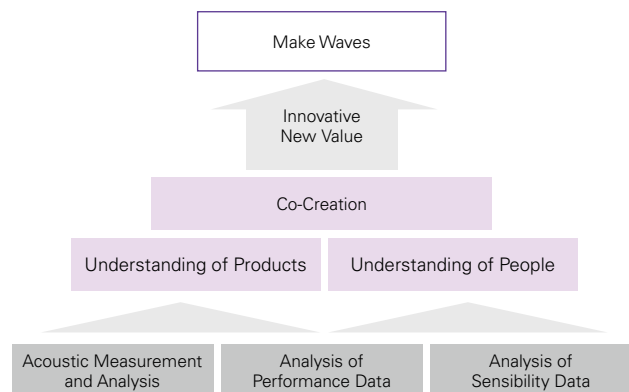 Make Waves
Innovative
New Value
Co-Creation
Understanding of Products
Understanding of People
Acoustic Measurement
and Analysis
Analysis of
Performance Data
Analysis of
Sensibility Data